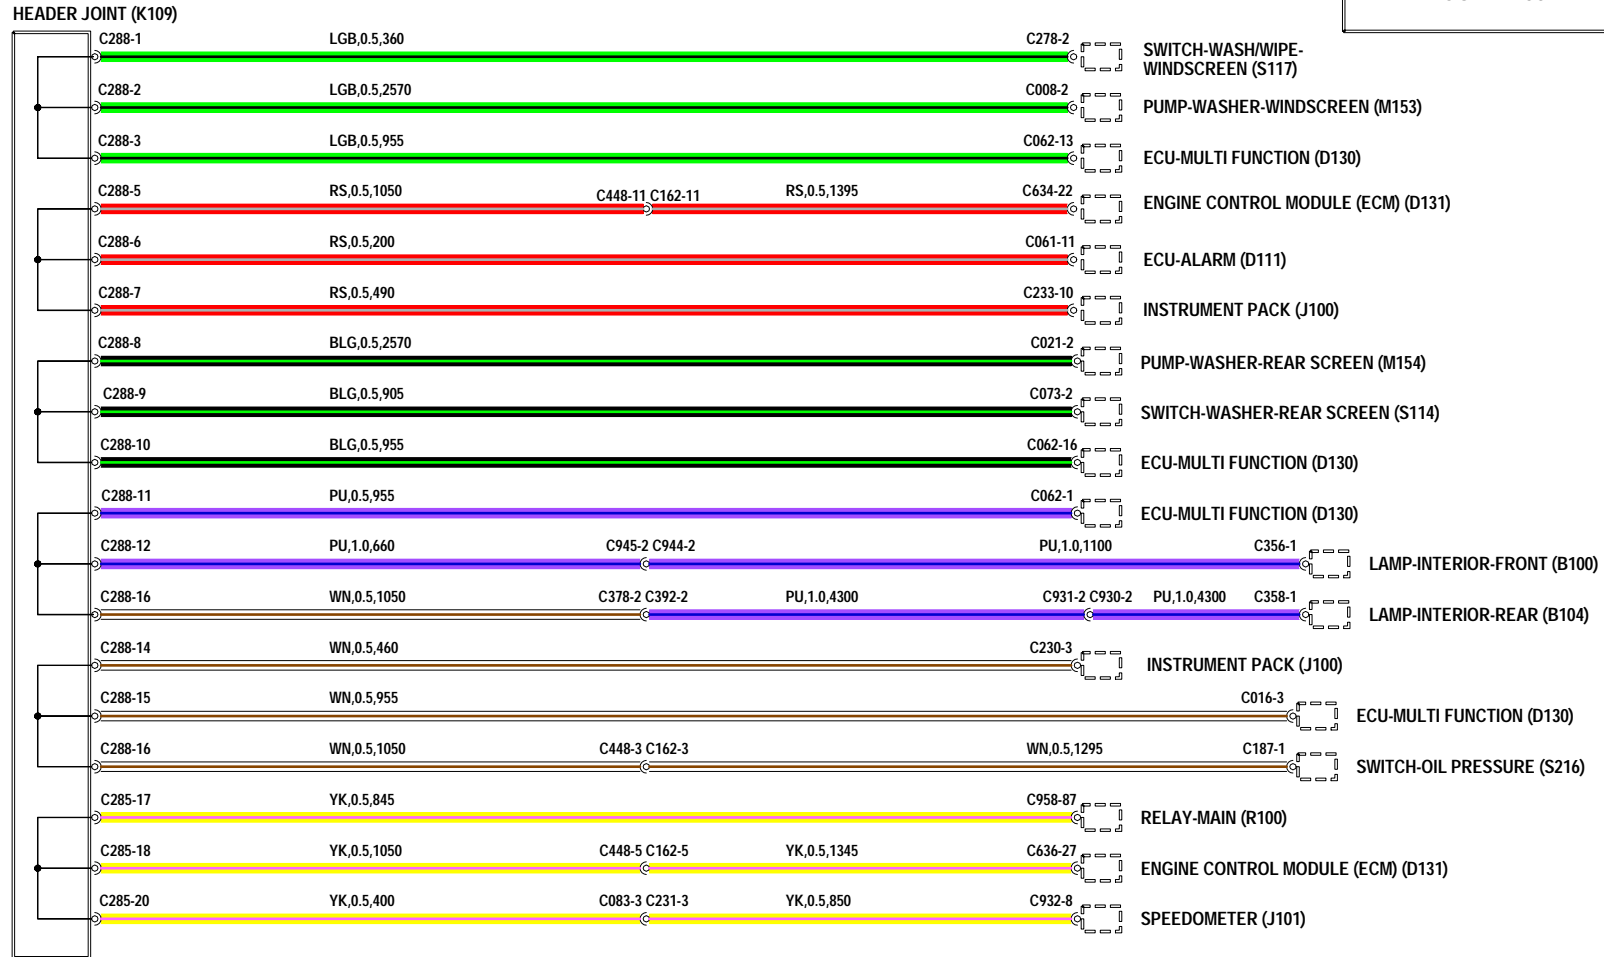 HEADER JOINT (K109)
C288-1 LGB,0.5,360 C278-2
SWITCH-WASH/WIPE-
WINDSCREEN (S117)
C288-2 LGB,0.5,2570 C008-2
PUMP-WASHER-WINDSCREEN (M153)
C288-3 LGB,0.5,955 C062-13
ECU-MULTI FUNCTION (D130)
C288-5 RS,0.5,1050 C448-11 C162-11 RS,0.5,1395 C634-22
ENGINE CONTROL MODULE (ECM) (D131)
C288-6 RS,0.5,200 C061-11
ECU-ALARM (D111)
C288-7 RS,0.5,490 C233-10
INSTRUMENT PACK (J100)
C288-8 BLG,0.5,2570 C021-2
PUMP-WASHER-REAR SCREEN (M154)
C288-9 BLG,0.5,905 C073-2
SWITCH-WASHER-REAR SCREEN (S114)
C288-10 BLG,0.5,955 C062-16
ECU-MULTI FUNCTION (D130)
C288-11 PU,0.5,955 C062-1
ECU-MULTI FUNCTION (D130)
C288-12 PU,1.0,660 C945-2 C944-2 PU,1.0,1100 C356-1
LAMP-INTERIOR-FRONT (B100)
C288-16 WN,0.5,1050 C378-2 C392-2 PU,1.0,4300 C931-2 C930-2 PU,1.0,4300 C358-1
LAMP-INTERIOR-REAR (B104)
C288-14 WN,0.5,460 C230-3
INSTRUMENT PACK (J100)
C288-15 WN,0.5,955 C016-3
ECU-MULTI FUNCTION (D130)
C288-16 WN,0.5,1050 C448-3 C162-3 WN,0.5,1295 C187-1
SWITCH-OIL PRESSURE (S216)
C285-17 YK,0.5,845 C958-87
RELAY-MAIN (R100)
C285-18 YK,0.5,1050 C448-5 C162-5 YK,0.5,1345 C636-27
ENGINE CONTROL MODULE (ECM) (D131)
C285-20 YK,0.5,400 C083-3 C231-3 YK,0.5,850 C932-8
SPEEDOMETER (J101)